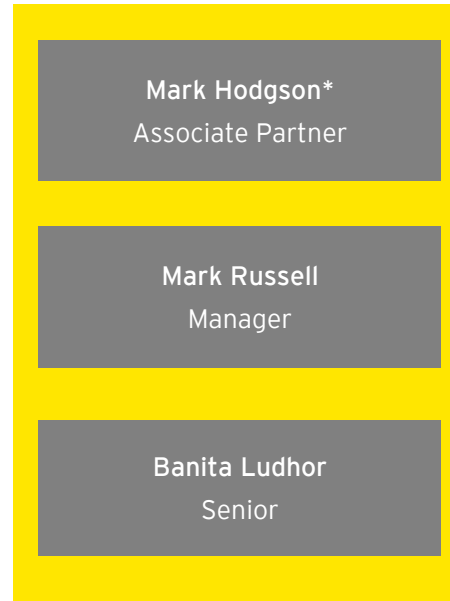 Mark Hodgson*
Associate Partner
Mark Russell
Manager
Banita Ludhor
Senior